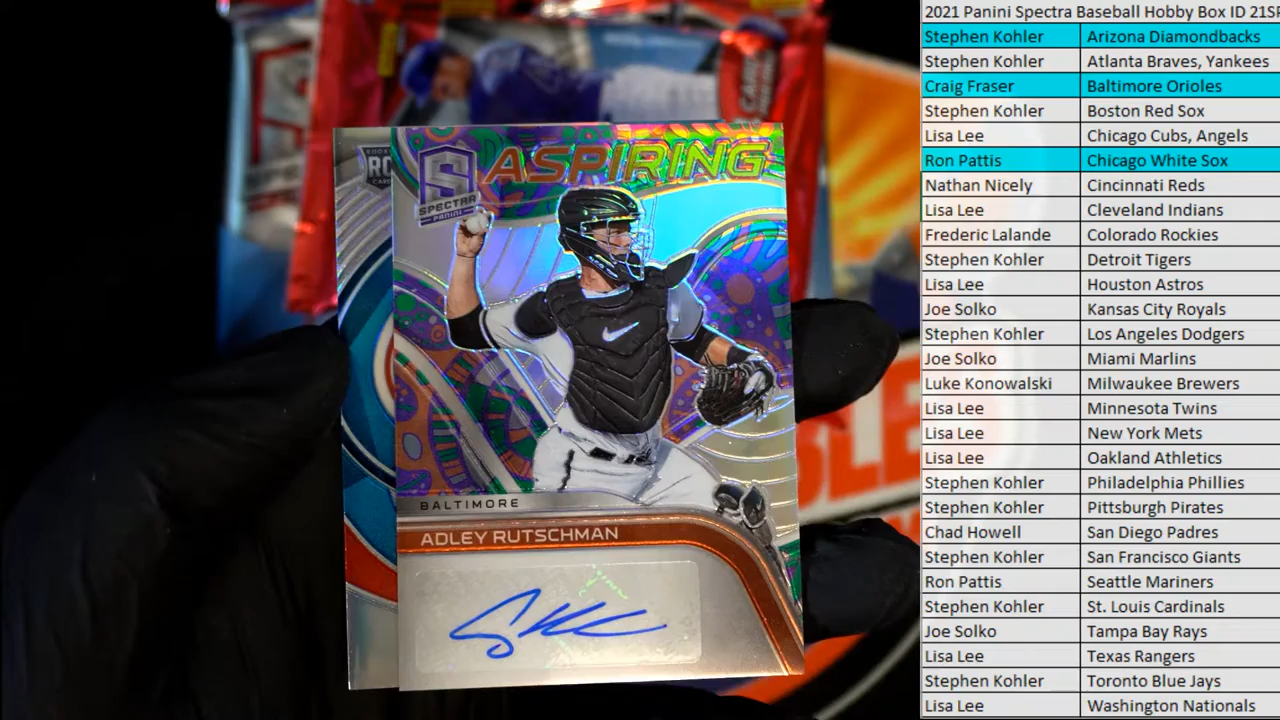 2021 Panini Spectra Baseball Hobby Box ID 21SP
Stephen Kohler Arizona Diamondbacks
Stephen Kohler Atlanta Braves, Yankees
Craig Fraser Baltimore Orioles
Stephen Kohler Boston Red Sox
Lisa Lee Chicago Cubs, Angels
Ron Pattis Chicago White Sox
Nathan Nicely Cincinnati Reds
Lisa Lee Cleveland Indians
Frederic Lalande Colorado Rockies
Stephen Kohler Detroit Tigers
Lisa Lee Houston Astros
Joe Solko Kansas City Royals
Stephen Kohler Los Angeles Dodgers
Joe Solko Miami Marlins
Luke Konowalski Milwaukee Brewers
Lisa Lee Minnesota Twins
Lisa Lee New York Mets
Lisa Lee Oakland Athletics
Stephen Kohler Philadelphia Phillies
Stephen Kohler Pittsburgh Pirates
Chad Howell San Diego Padres
Stephen Kohler San Francisco Giants
Ron Pattis Seattle Mariners
Stephen Kohler St. Louis Cardinals
Joe Solko Tampa Bay Rays
Lisa Lee Texas Rangers
Stephen Kohler Toronto Blue Jays
Lisa Lee Washington Nationals
RC
S
SPECTRA
PANINI
ASPIRING
BALTIMORE
ADLEY RUTSCHMAN